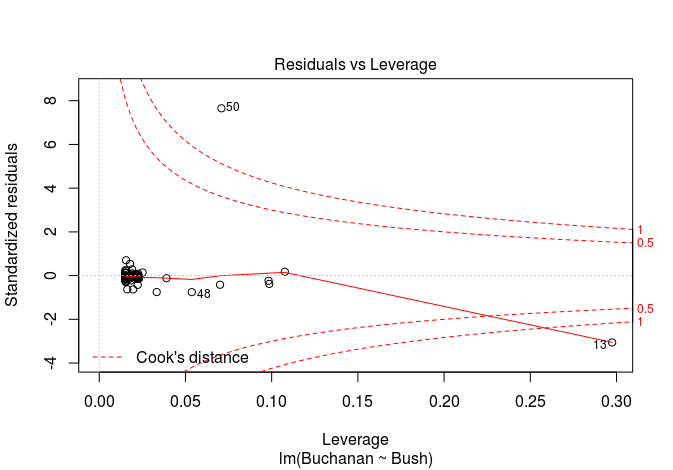 Residuals vs Leverage
Standardized residuals
8
6
4
2
0
-2
-4
50
48
13
1
0.5
0.5
1
Cook's distance
0.00 0.05 0.10 0.15 0.20 0.25 0.30
Leverage
lm(Buchanan ~ Bush)